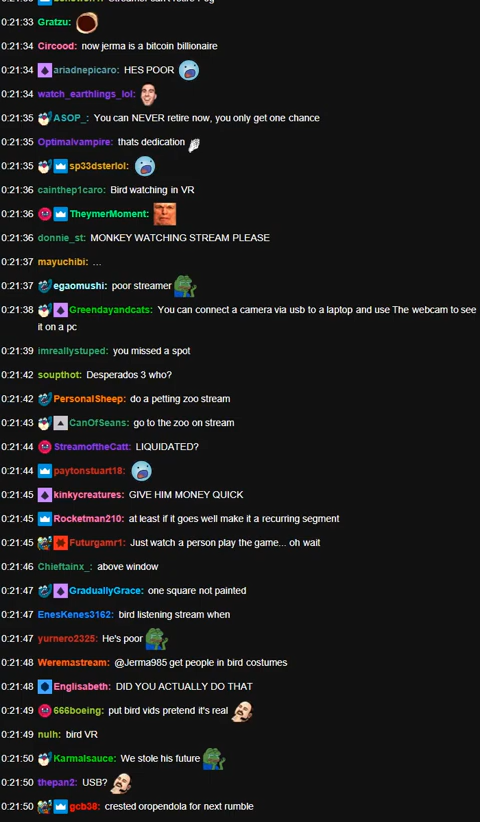 0:21:33 Gratzu:
0:21:34 Circood: now jerma is a bitcoin billionaire
0:21:34 ariadnepicaro: HES POOR
0:21:34 watch_earthlings_lol:
0:21:35 ASOP_: You can NEVER retire now, you only get one chance
0:21:35 Optimalvampire: thats dedication
0:21:35 sp33dsterlol:
0:21:36 cainthep1caro: Bird watching in VR
0:21:36 TheymerMoment:
0:21:36 donnie_st: MONKEY WATCHING STREAM PLEASE
0:21:37 mayuchibi: ...
0:21:37 egaomushi: poor streamer
0:21:38 Greendayandcats: You can connect a camera via usb to a laptop and use The webcam to see
it on a pc
0:21:39 imreallystuped: you missed a spot
0:21:42 soupthot: Desperados 3 who?
0:21:42 PersonalSheep: do a petting zoo stream
0:21:43 CanOfSeans: go to the zoo on stream
0:21:44 StreamoftheCatt: LIQUIDATED?
0:21:44 paytonstuart18:
0:21:45 kinkycreatures: GIVE HIM MONEY QUICK
0:21:45 Rocketman210: at least if it goes well make it a recurring segment
0:21:45 Futurgamr1: Just watch a person play the game... oh wait
0:21:46 Chieftainx_: above window
0:21:47 GraduallyGrace: one square not painted
0:21:47 EnesKenes3162: bird listening stream when
0:21:47 yurnero2325: He's poor
0:21:48 Weremastream: @Jerma985 get people in bird costumes
0:21:48 Englisabeth: DID YOU ACTUALLY DO THAT
0:21:49 666boeing: put bird vids pretend it's real
0:21:49 nulh: bird VR
0:21:50 Karmalsauce: We stole his future
0:21:50 thepan2: USB?
0:21:50 gcb38: crested oropendola for next rumble